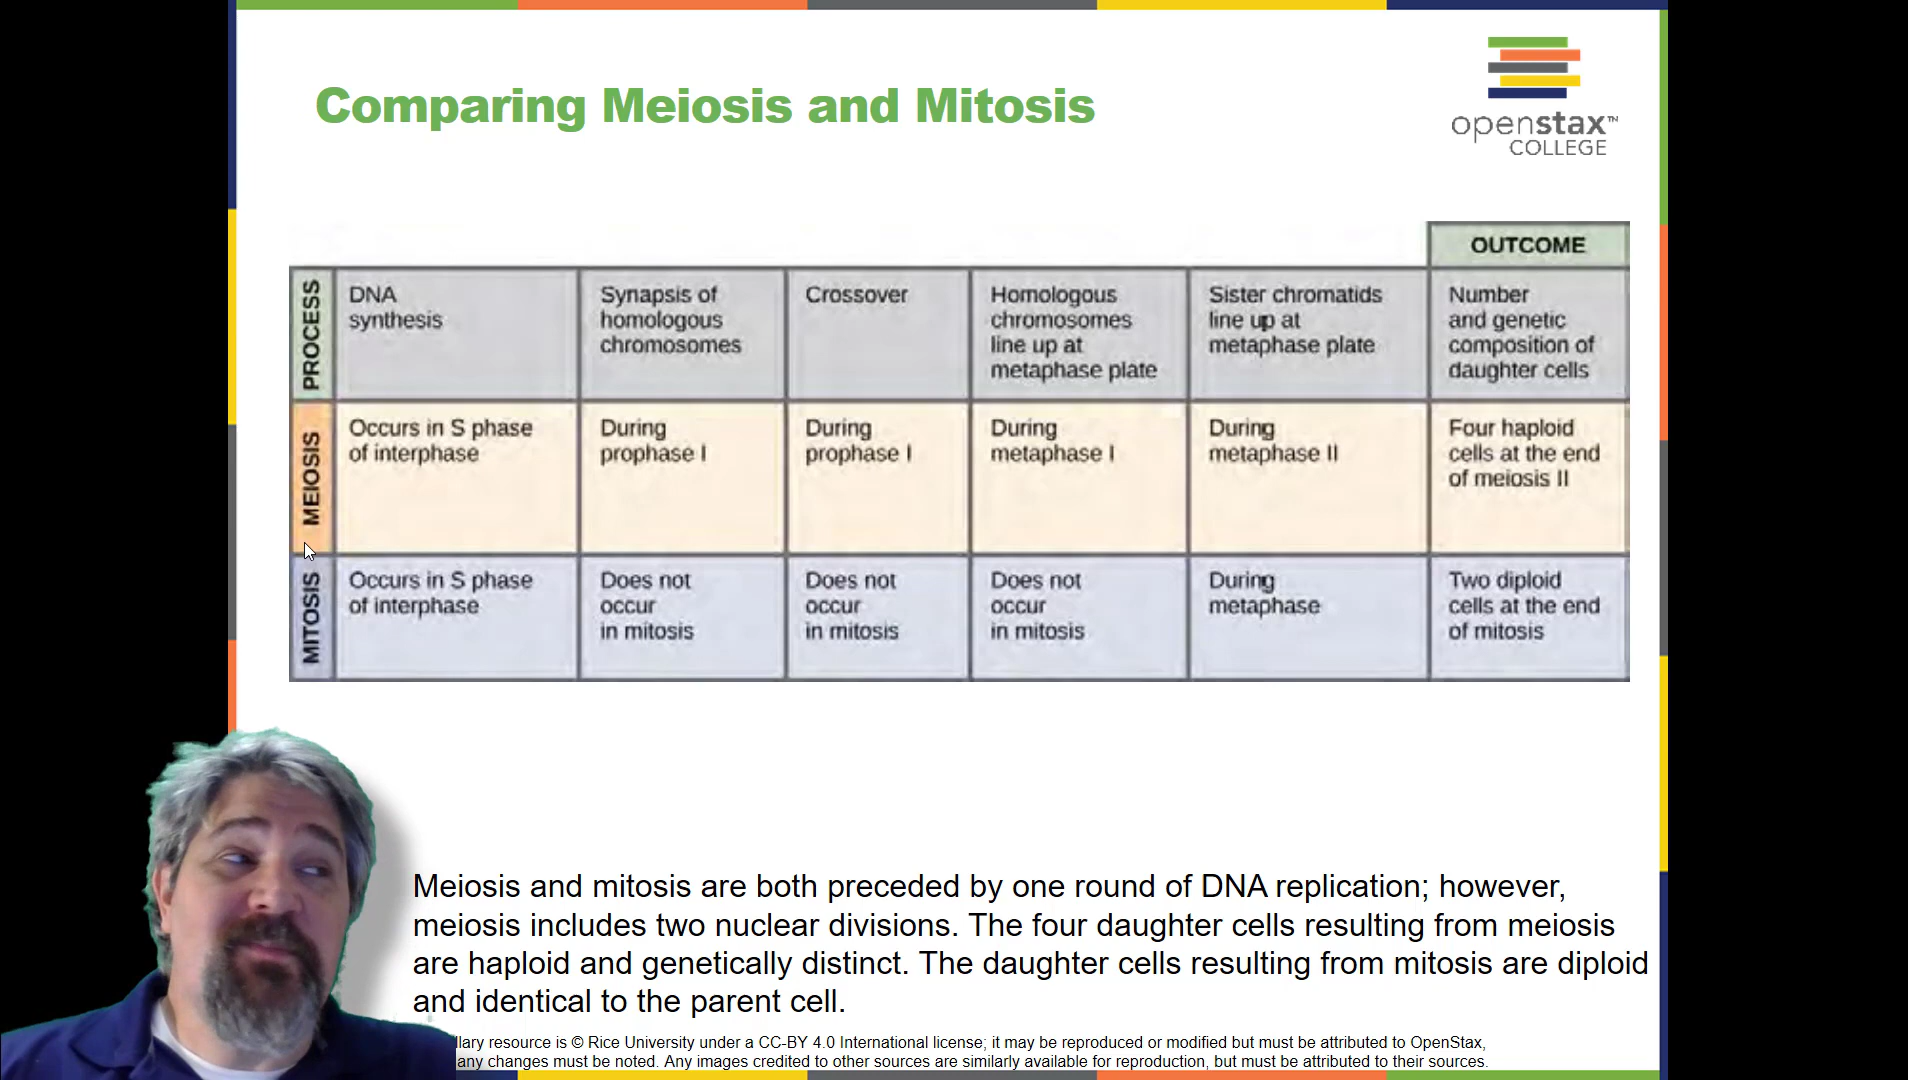 Comparing Meiosis and Mitosis
openstax™
COLLEGE
OUTCOME
PROCESS
DNA
synthesis
Synapsis of
homologous
chromosomes
Crossover
Homologous
chromosomes
line up at
metaphase plate
Sister chromatids
line up at
metaphase plate
Number
and genetic
composition of
daughter cells
MEIOSIS
Occurs in S phase
of interphase
During
prophase I
During
prophase I
During
metaphase I
During
metaphase II
Four haploid
cells at the end
of meiosis II
MITOSIS
Occurs in S phase
of interphase
Does not
occur
in mitosis
Does not
occur
in mitosis
Does not
occur
in mitosis
During
metaphase
Two diploid
cells at the end
of mitosis
Meiosis and mitosis are both preceded by one round of DNA replication; however,
meiosis includes two nuclear divisions. The four daughter cells resulting from meiosis
are haploid and genetically distinct. The daughter cells resulting from mitosis are diploid
and identical to the parent cell.
resource is © Rice University under a CC-BY 4.0 International license; it may be reproduced or modified but must be attributed to OpenStax,
any changes must be noted. Any images credited to other sources are similarly available for reproduction, but must be attributed to their sources.